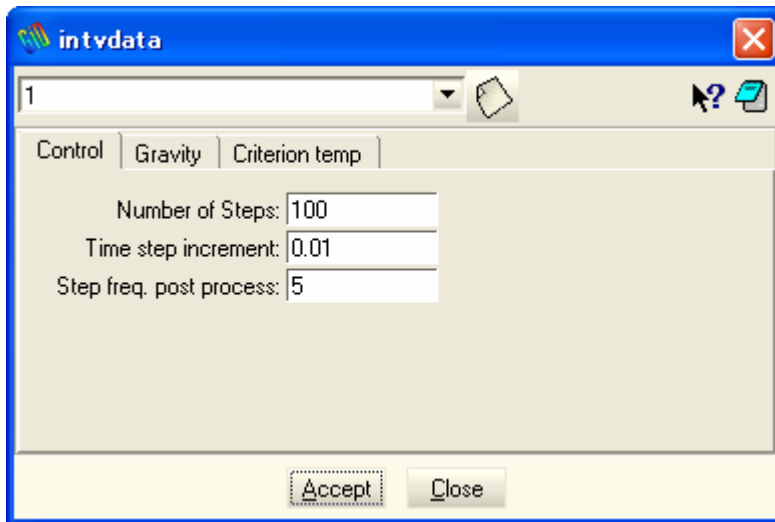 GiD intvdata
1
?
Control Gravity Criterion temp
Number of Steps: 100
Time step increment: 0.01
Step freq. post process: 5
Accept Close